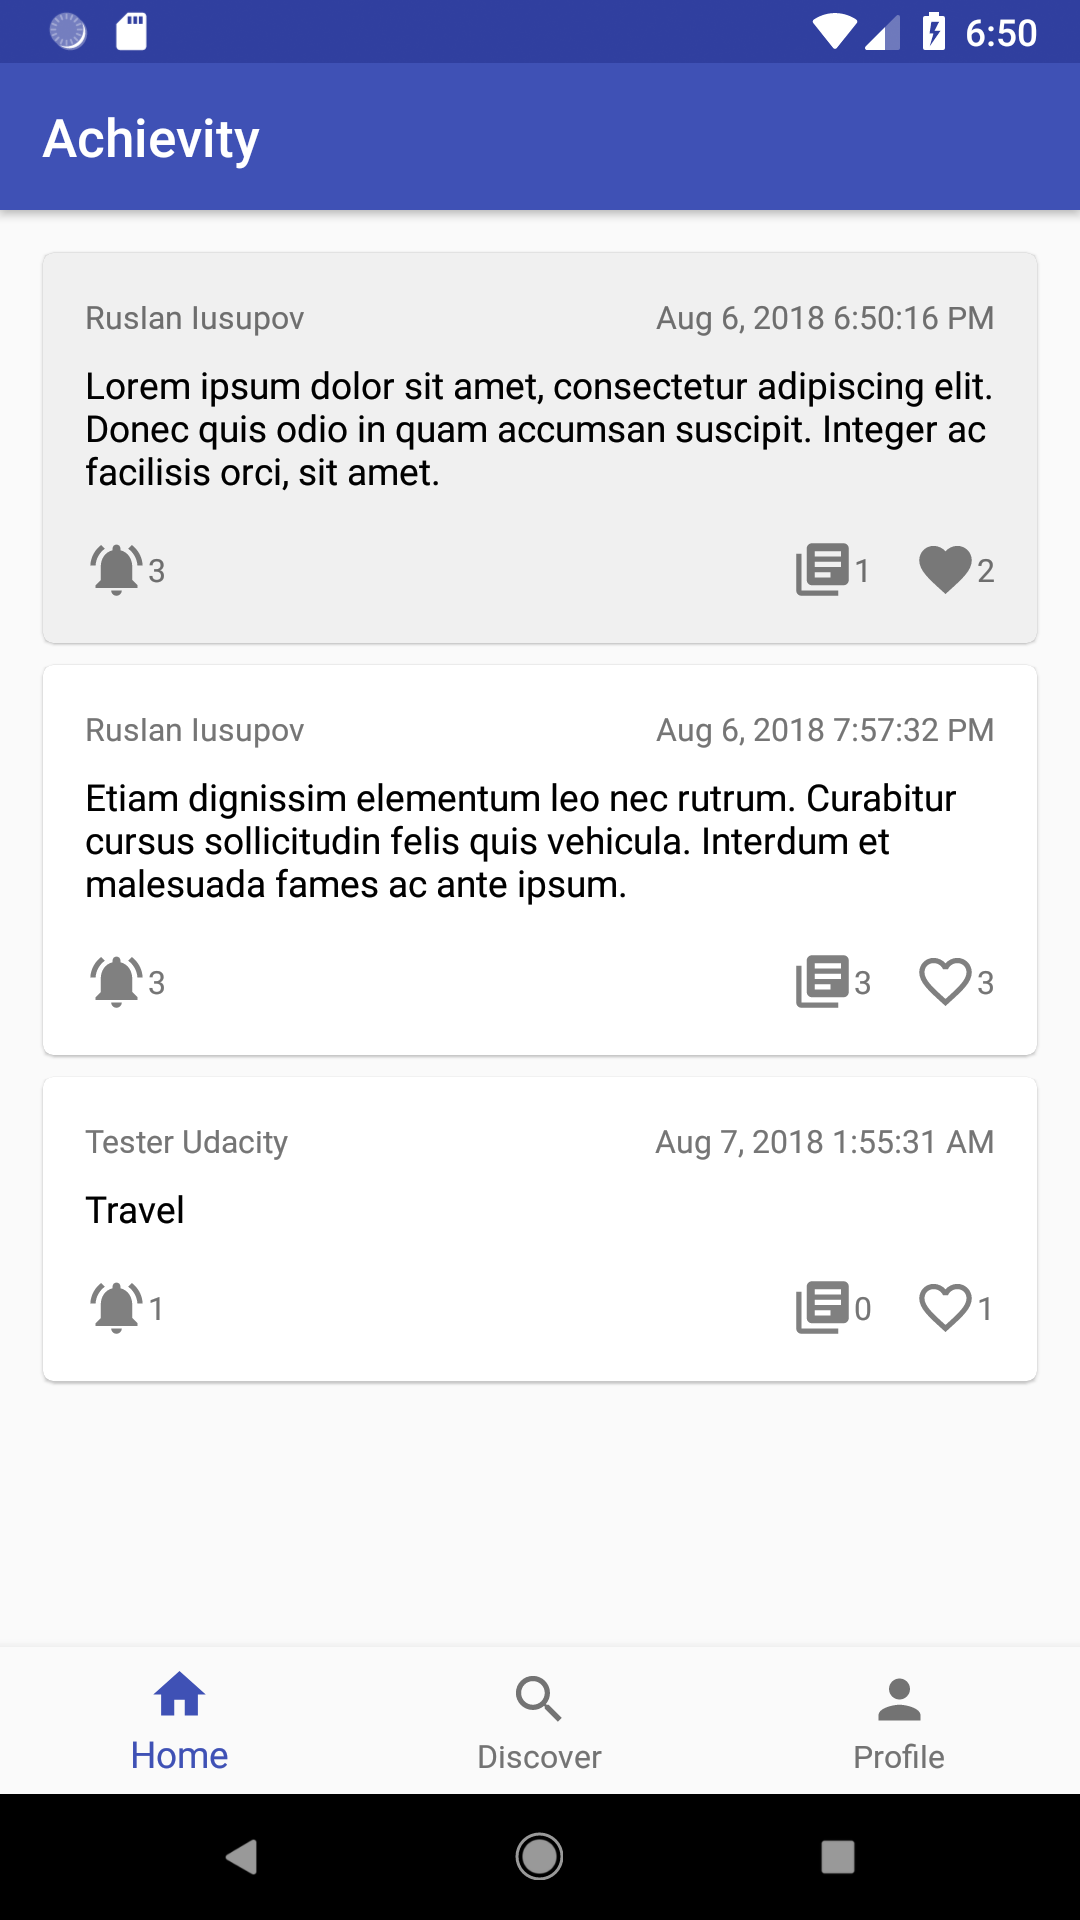 6:50
Achievity
Ruslan Iusupov Aug 6, 2018 6:50:16 PM
Lorem ipsum dolor sit amet, consectetur adipiscing elit.
Donec quis odio in quam accumsan suscipit. Integer ac
facilisis orci, sit amet.
3 1 2
Ruslan Iusupov Aug 6, 2018 7:57:32 PM
Etiam dignissim elementum leo nec rutrum. Curabitur
cursus sollicitudin felis quis vehicula. Interdum et
malesuada fames ac ante ipsum.
3 3 3
Tester Udacity Aug 7, 2018 1:55:31 AM
Travel
1 0 1
Home Discover Profile